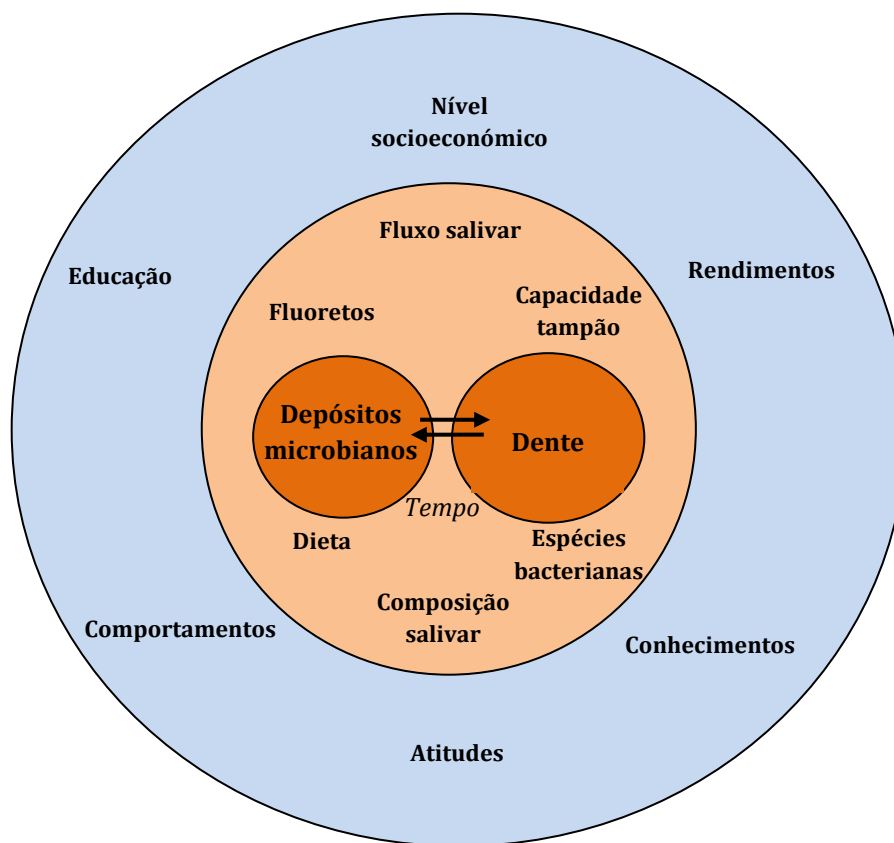 Nível
socioeconómico
Fluxo salivar
Educação
Rendimentos
Fluoretos
Capacidade
tampão
Depósitos
microbianos
Dente
Tempo
Dieta
Espécies
bacterianas
Composição
salivar
Comportamentos
Conhecimentos
Atitudes